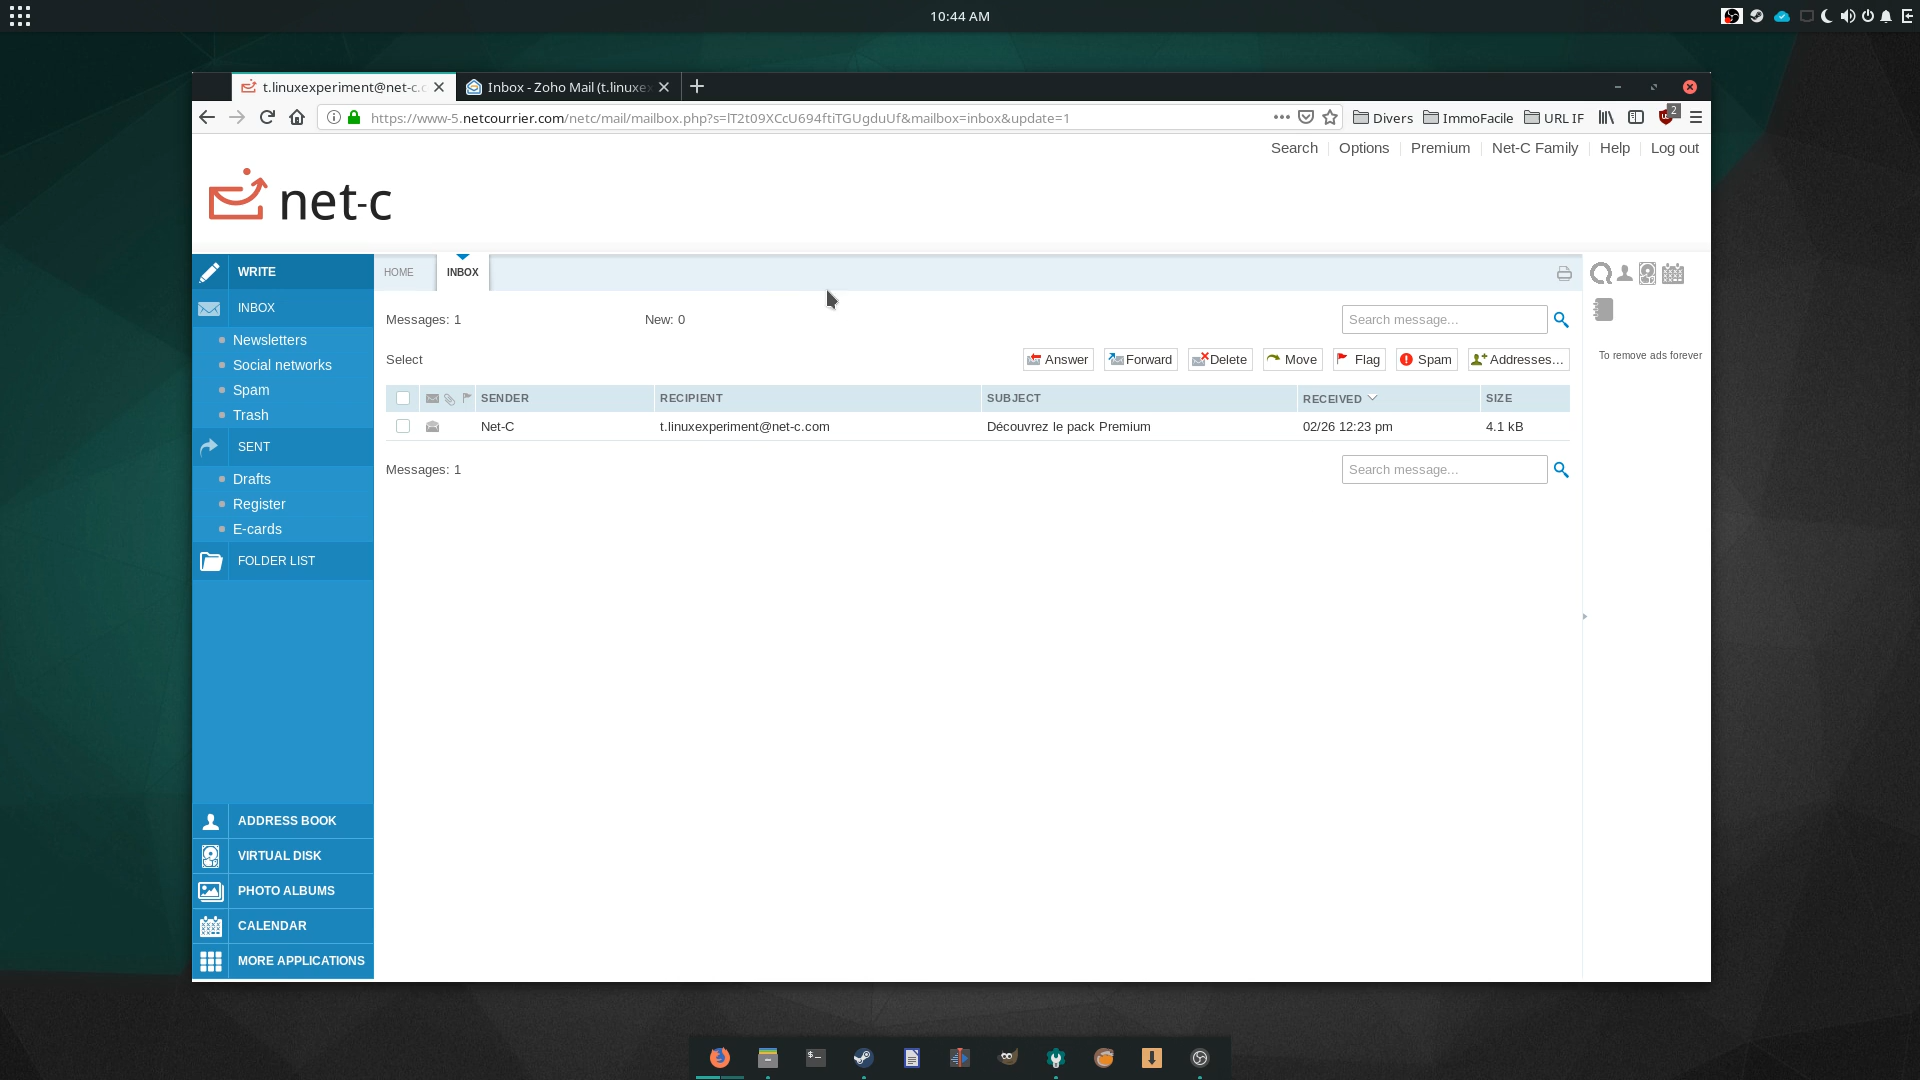 10:44 AM
t.linuxexperiment@net-c.c
Inbox - Zoho Mail (t.linuxe
https://www-5.netcourrier.com/netc/mail/mailbox.php?s=lT2t09XCcU694ftiTGUgduUf&mailbox=inbox&update=1
Divers
ImmoFacile
URL IF
2
Search
Options
Premium
Net-C Family
Help
Log out
net-c
WRITE
INBOX
Newsletters
Social networks
Spam
Trash
SENT
Drafts
Register
E-cards
FOLDER LIST
ADDRESS BOOK
VIRTUAL DISK
PHOTO ALBUMS
CALENDAR
MORE APPLICATIONS
HOME
INBOX
Messages: 1
New: 0
Search message...
Select
Answer
Forward
Delete
Move
Flag
Spam
Addresses...
SENDER
RECIPIENT
SUBJECT
RECEIVED
SIZE
Net-C
t.linuxexperiment@net-c.com
Découvrez le pack Premium
02/26 12:23 pm
4.1 kB
Messages: 1
Search message...
To remove ads forever